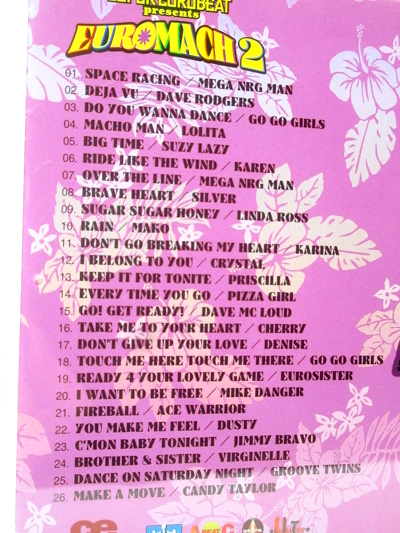 SUPER EUROBEAT
presents
EUROMACH 2
01. SPACE RACING / MEGA NRG MAN
02 DEJA VU / DAVE RODGERS
03. DO YOU WANNA DANCE / GO GO GIRLS
04. MACHO MAN / LOLITA
05. BIG TIME / SUZY LAZY
06. RIDE LIKE THE WIND / KAREN
07. OVER THE LINE / MEGA NRG MAN
08. BRAVE HEART / SILVER
09. SUGAR SUGAR HONEY / LINDA ROSS
10. RAIN / MAKO
11. DON'T GO BREAKING MY HEART / KARINA
12. I BELONG TO YOU / CRYSTAL
13. KEEP IT FOR TONITE / PRISCILLA
14. EVERY TIME YOU GO / PIZZA GIRL
15. GO! GET READY! / DAVE MC LOUD
16. TAKE ME TO YOUR HEART / CHERRY
17. DON'T GIVE UP YOUR LOVE / DENISE
18. TOUCH ME HERE TOUCH ME THERE / GO GO GIRLS
19. READY 4 YOUR LOVELY GAME / EUROSISTER
20. I WANT TO BE FREE / MIKE DANGER
21. FIREBALL / ACE WARRIOR
22. YOU MAKE ME FEEL / DUSTY
23. C'MON BABY TONIGHT / JIMMY BRAVO
24. BROTHER & SISTER / VIRGINELLE
25. DANCE ON SATURDAY NIGHT / GROOVE TWINS
26. MAKE A MOVE / CANDY TAYLOR